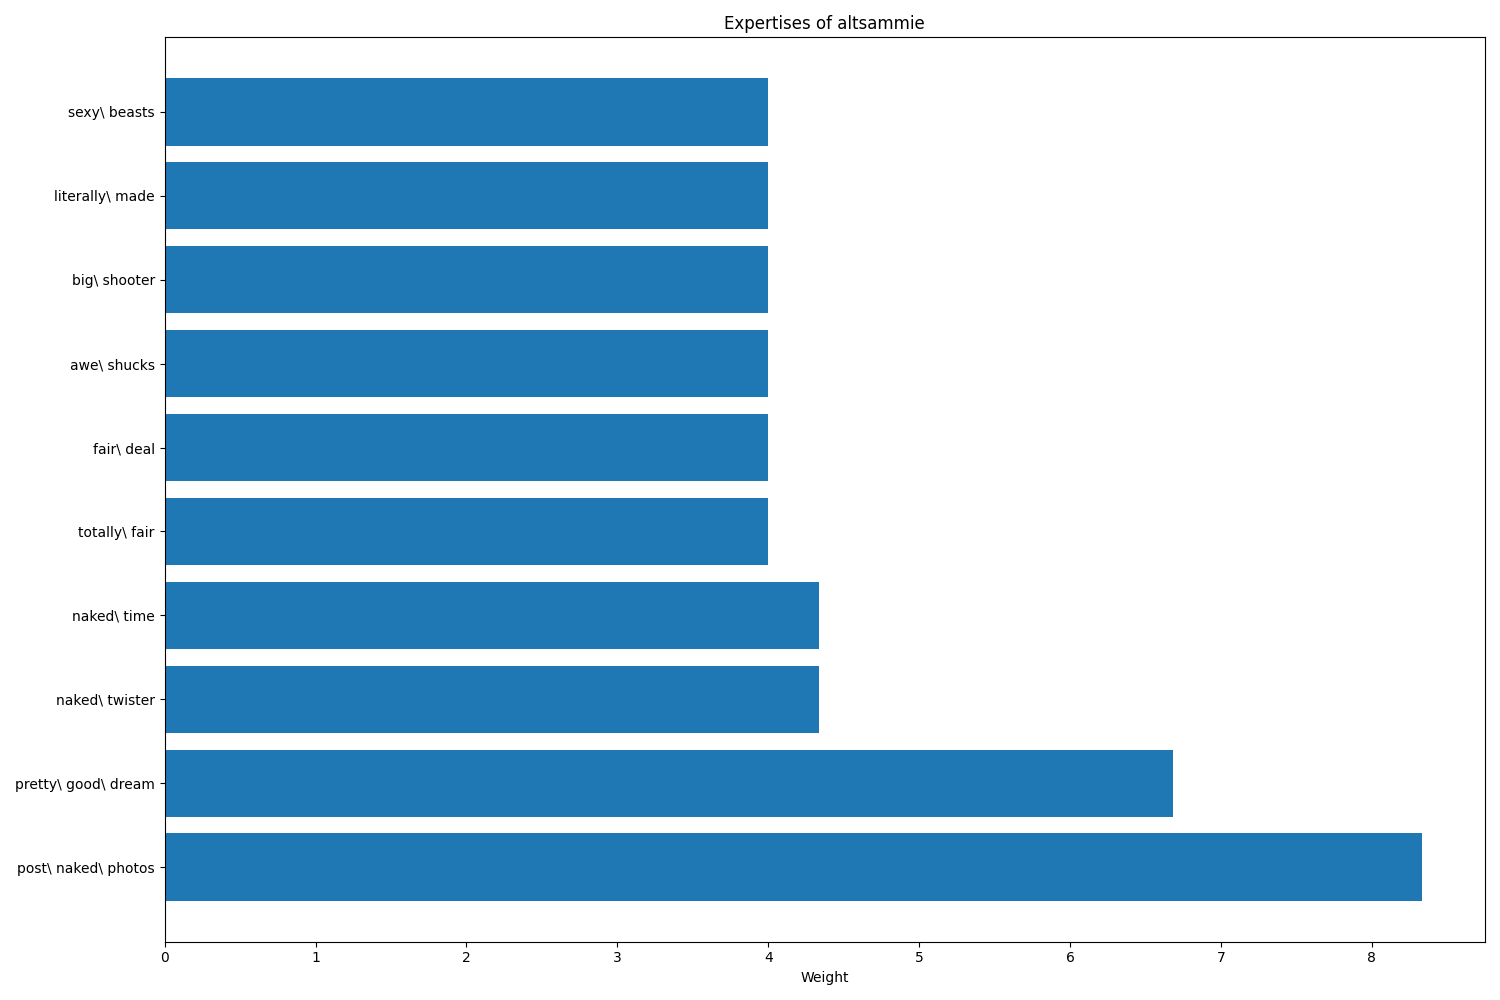 Expertises of altsammie
sexy\ beasts
literally\ made
big\ shooter
awe\ shucks
fair\ deal
totally\ fair
naked\ time
naked\ twister
pretty\ good\ dream
post\ naked\ photos
0 1 2 3 4 5 6 7 8
Weight